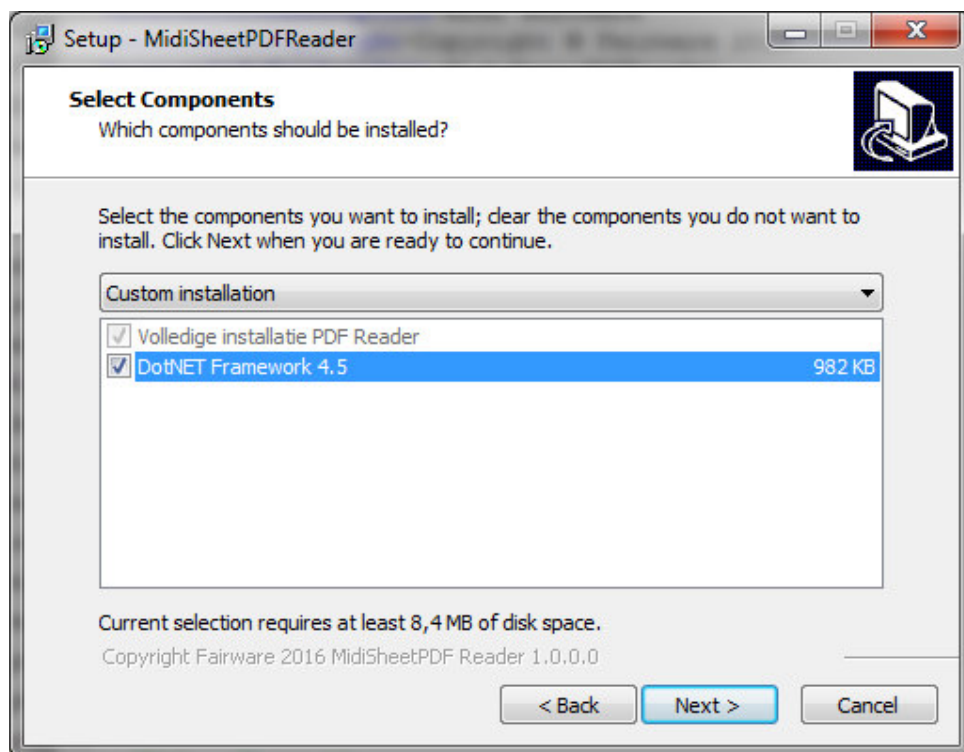 Setup - MidiSheetPDFReader
Select Components
Which components should be installed?
Select the components you want to install; clear the components you do not want to
install. Click Next when you are ready to continue.
Custom installation
Volledige installatie PDF Reader
DotNET Framework 4.5 982 KB
Current selection requires at least 8,4 MB of disk space.
Copyright Fairware 2016 MidiSheetPDF Reader 1.0.0.0
< Back Next > Cancel